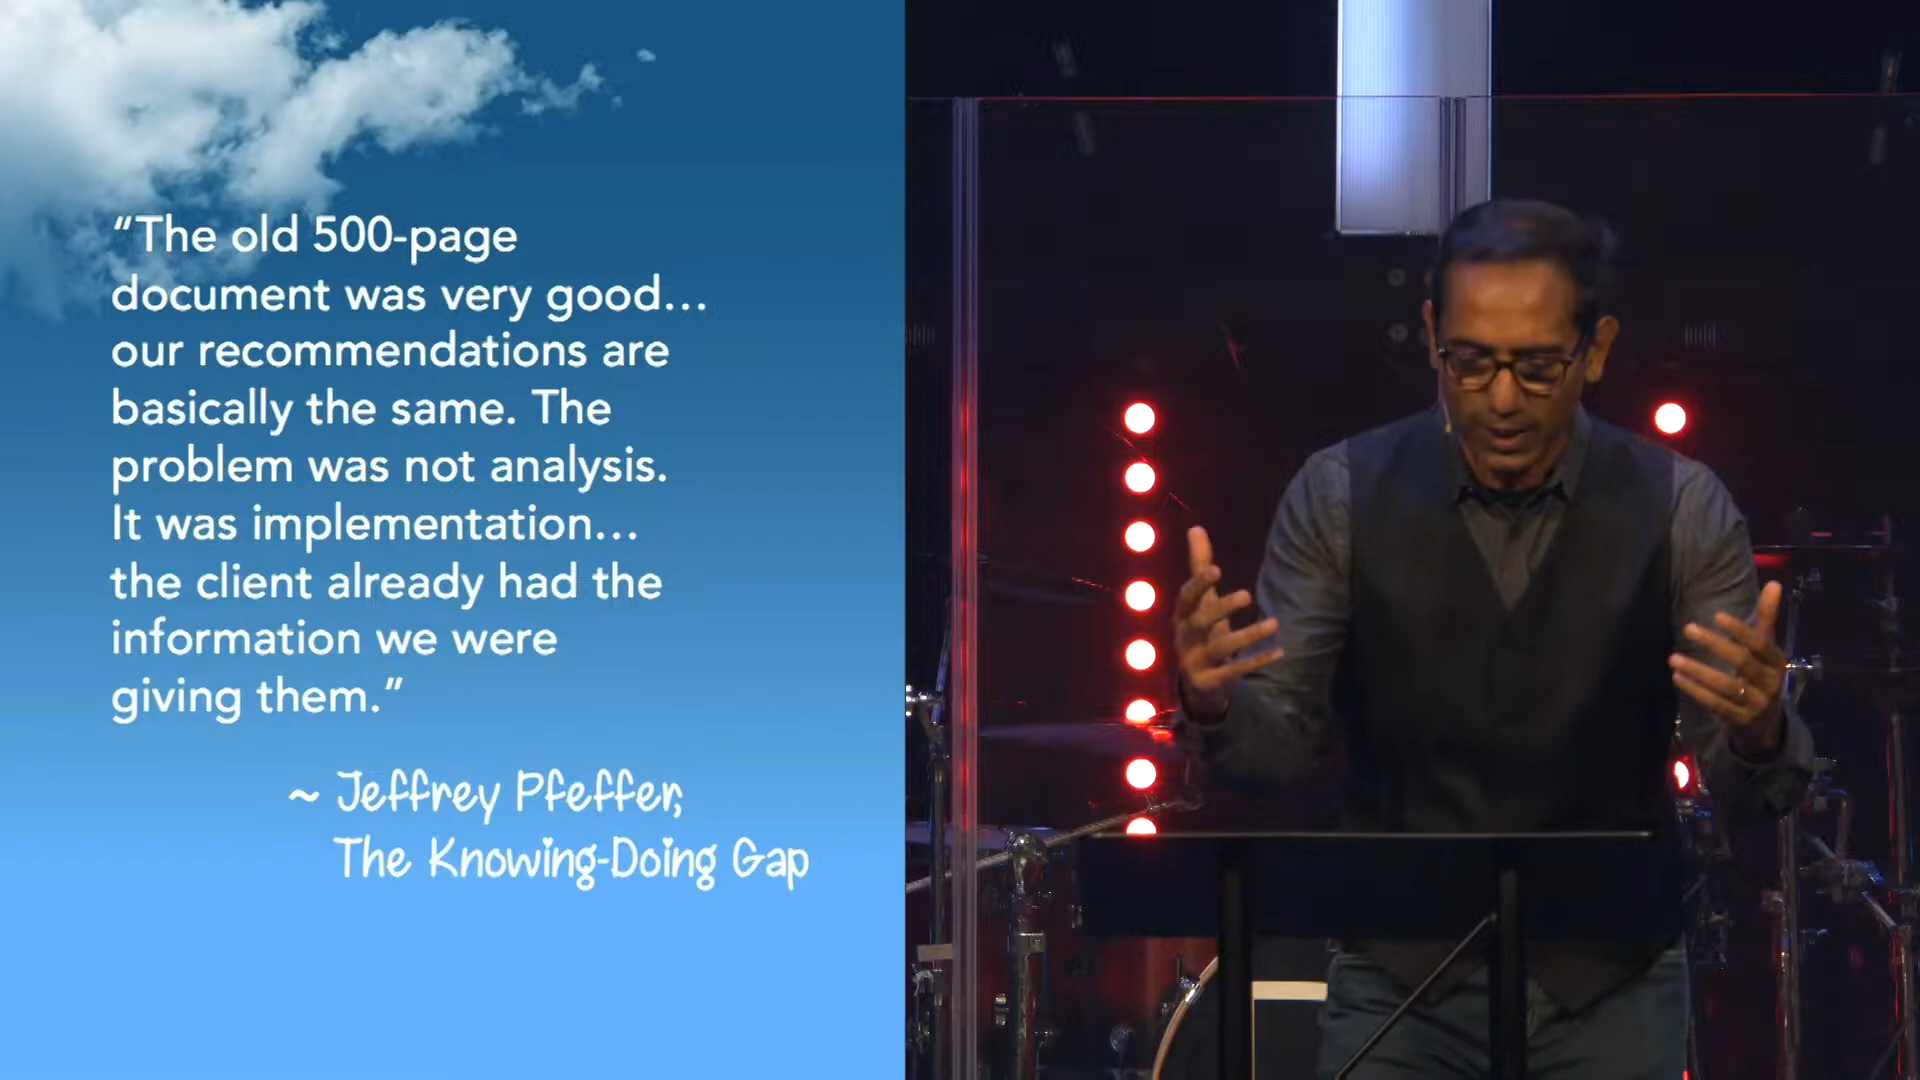 “The old 500-page
document was very good...
our recommendations are
basically the same. The
problem was not analysis.
It was implementation...
the client already had the
information we were
giving them.”
~ Jeffrey Pfeffer,
The Knowing-Doing Gap